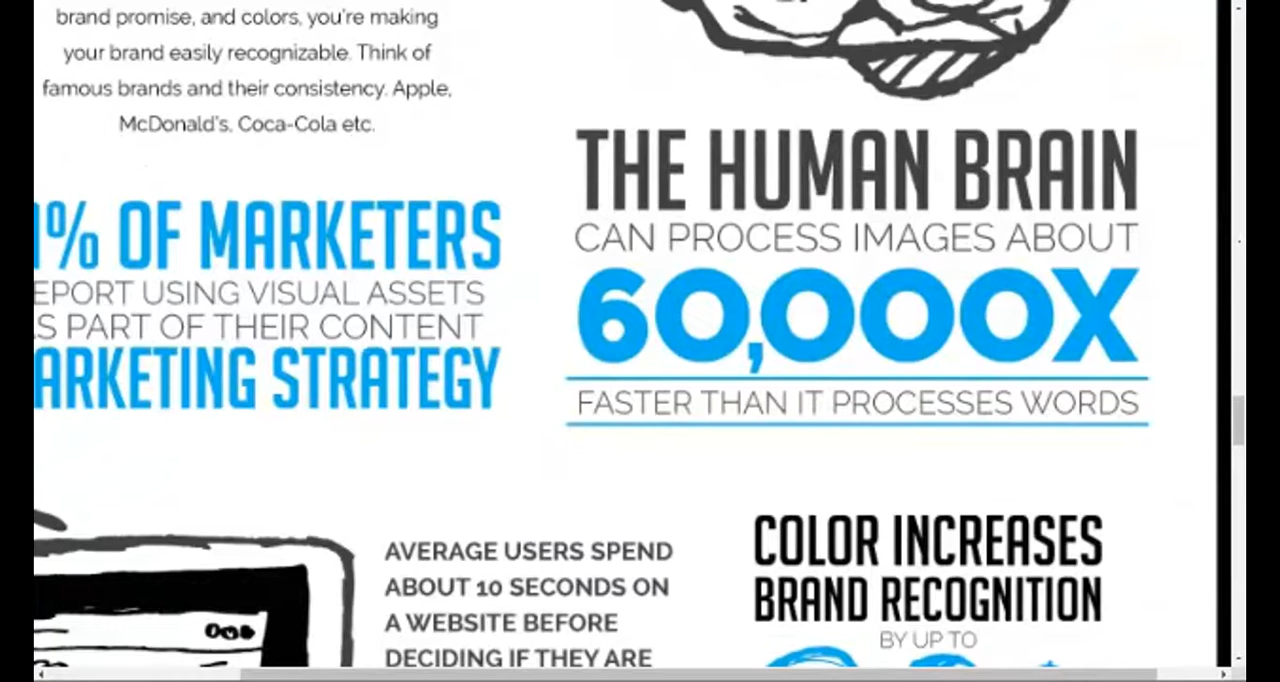 brand promise, and colors, you're making
your brand easily recognizable. Think of
famous brands and their consistency. Apple,
McDonald's, Coca-Cola etc.
% OF MARKETERS
USING VISUAL ASSETS
PART OF THEIR CONTENT
STRATEGY
THE HUMAN BRAIN
CAN PROCESS IMAGES ABOUT
60,000X
FASTER THAN IT PROCESSES WORDS
AVERAGE USERS SPEND
ABOUT 10 SECONDS ON
A WEBSITE BEFORE
DECIDING IF THEY ARE
COLOR INCREASES
BRAND RECOGNITION
BY UP TO